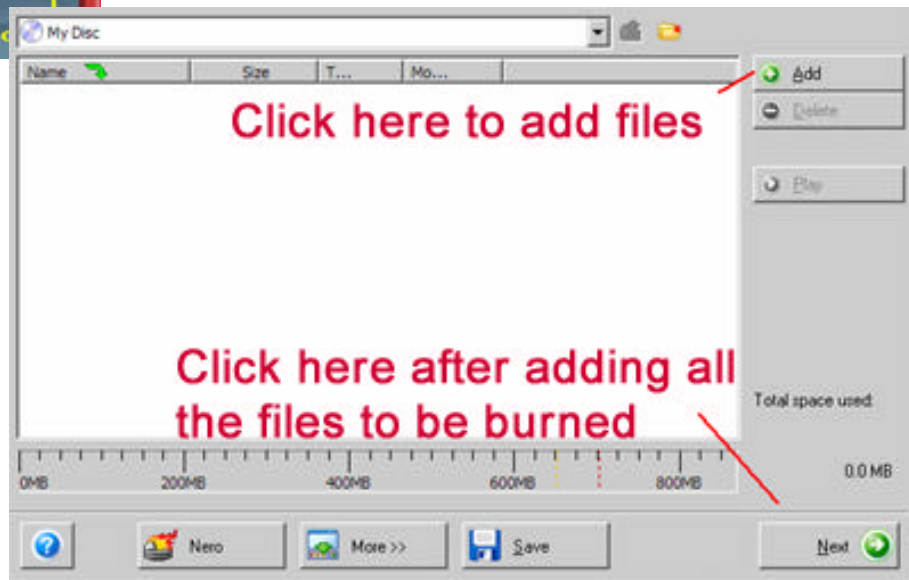 My Disc
Name Size T... Mo...
Add
Click here to add files
Delete
Play
Click here after adding all
the files to be burned
Total space used:
0MB 200MB 400MB 600MB 800MB
0.0 MB
? Nero More >> Save Next